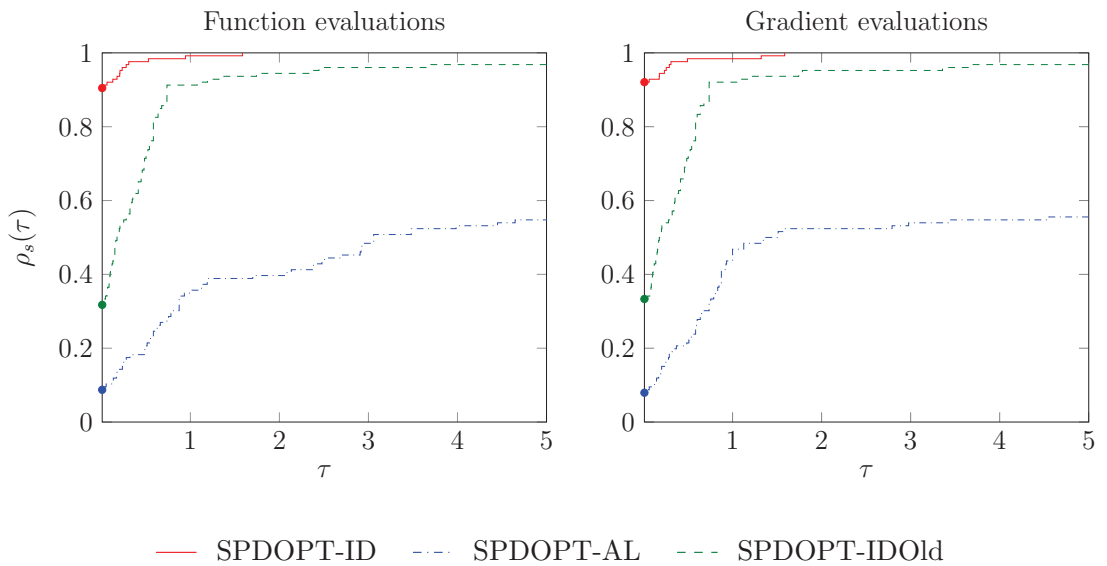 Function evaluations
Gradient evaluations
1
0.8
0.6
0.4
0.2
0
ρs(τ)
1 2 3 4 5
τ
1
0.8
0.6
0.4
0.2
0
1 2 3 4 5
τ
SPDOPT-ID SPDOPT-AL SPDOPT-IDOld